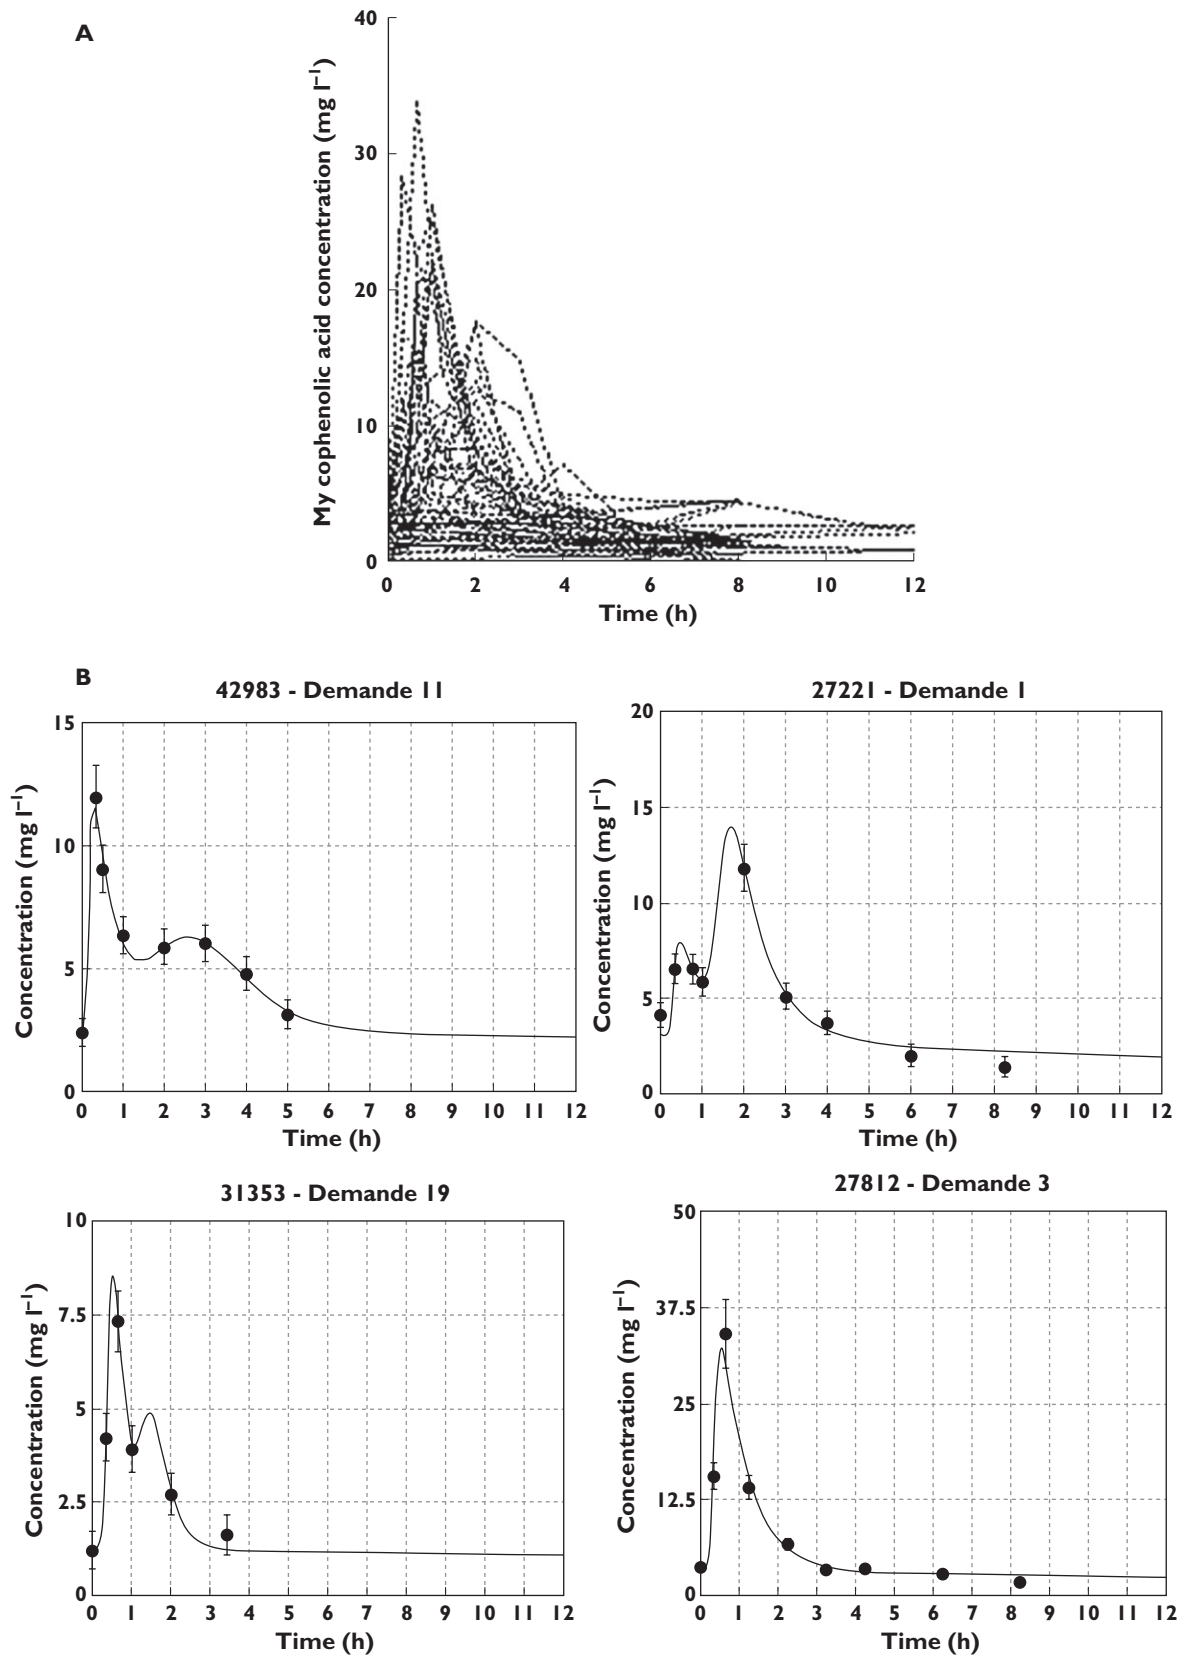 A
My cophenolic acid concentration (mg l–1)
40
30
20
10
0
0 2 4 6 8 10 12
Time (h)
B
42983 - Demande 11
Concentration (mg l–1)
15
10
5
0
0 1 2 3 4 5 6 7 8 9 10 11 12
Time (h)
27221 - Demande 1
Concentration (mg l–1)
20
15
10
5
0
0 1 2 3 4 5 6 7 8 9 10 11 12
Time (h)
31353 - Demande 19
Concentration (mg l–1)
10
7.5
5
2.5
0
0 1 2 3 4 5 6 7 8 9 10 11 12
Time (h)
27812 - Demande 3
Concentration (mg l–1)
50
37.5
25
12.5
0
0 1 2 3 4 5 6 7 8 9 10 11 12
Time (h)